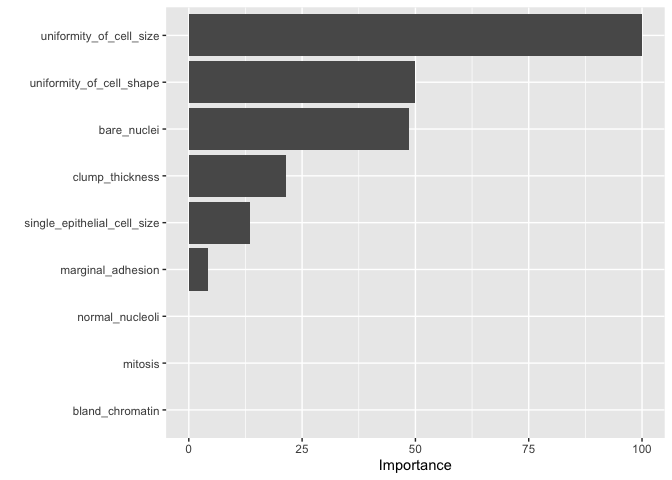 uniformity_of_cell_size
uniformity_of_cell_shape
bare_nuclei
clump_thickness
single_epithelial_cell_size
marginal_adhesion
normal_nucleoli
mitosis
bland_chromatin
0 25 50 75 100
Importance